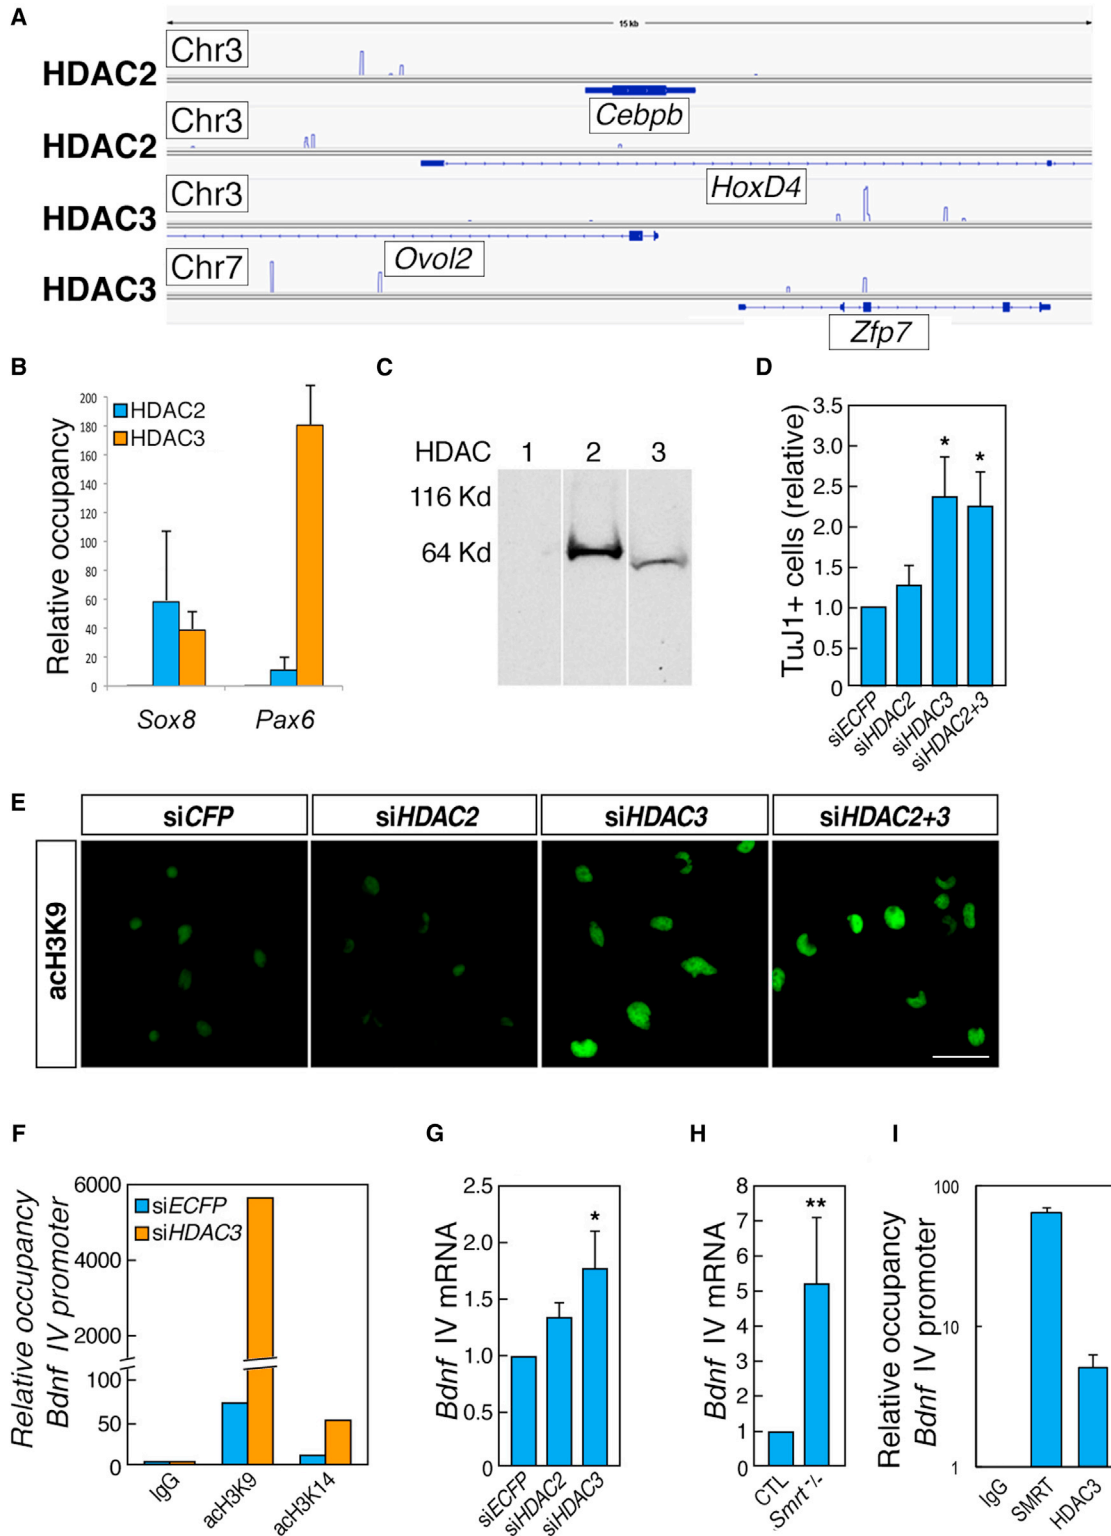 A
15 kb
Chr3
HDAC2
Cebpb
Chr3
HDAC2
HoxD4
Chr3
HDAC3
Ovol2
Chr7
HDAC3
Zfp7
B
Relative occupancy
200
180
160
140
120
100
80
60
40
20
0
HDAC2
HDAC3
Sox8 Pax6
C
HDAC 1 2 3
116 Kd
64 Kd
D
TuJ1+ cells (relative)
3.5
3.0
2.5
2.0
1.5
1.0
0.5
0
* *
siECFP
siHDAC2
siHDAC3
siHDAC2+3
E
siCFP siHDAC2 siHDAC3 siHDAC2+3
acH3K9
F
Relative occupancy
Bdnf IV promoter
6000
4000
2000
100
50
0
siECFP
siHDAC3
IgG
acH3K9
acH3K14
G
Bdnf IV mRNA
2.5
2.0
1.5
1.0
0.5
0
*
siECFP
siHDAC2
siHDAC3
H
Bdnf IV mRNA
8
7
6
5
4
3
2
1
0
**
CTL
Smrt -/-
I
Relative occupancy
Bdnf IV promoter
100
10
1
IgG
SMRT
HDAC3